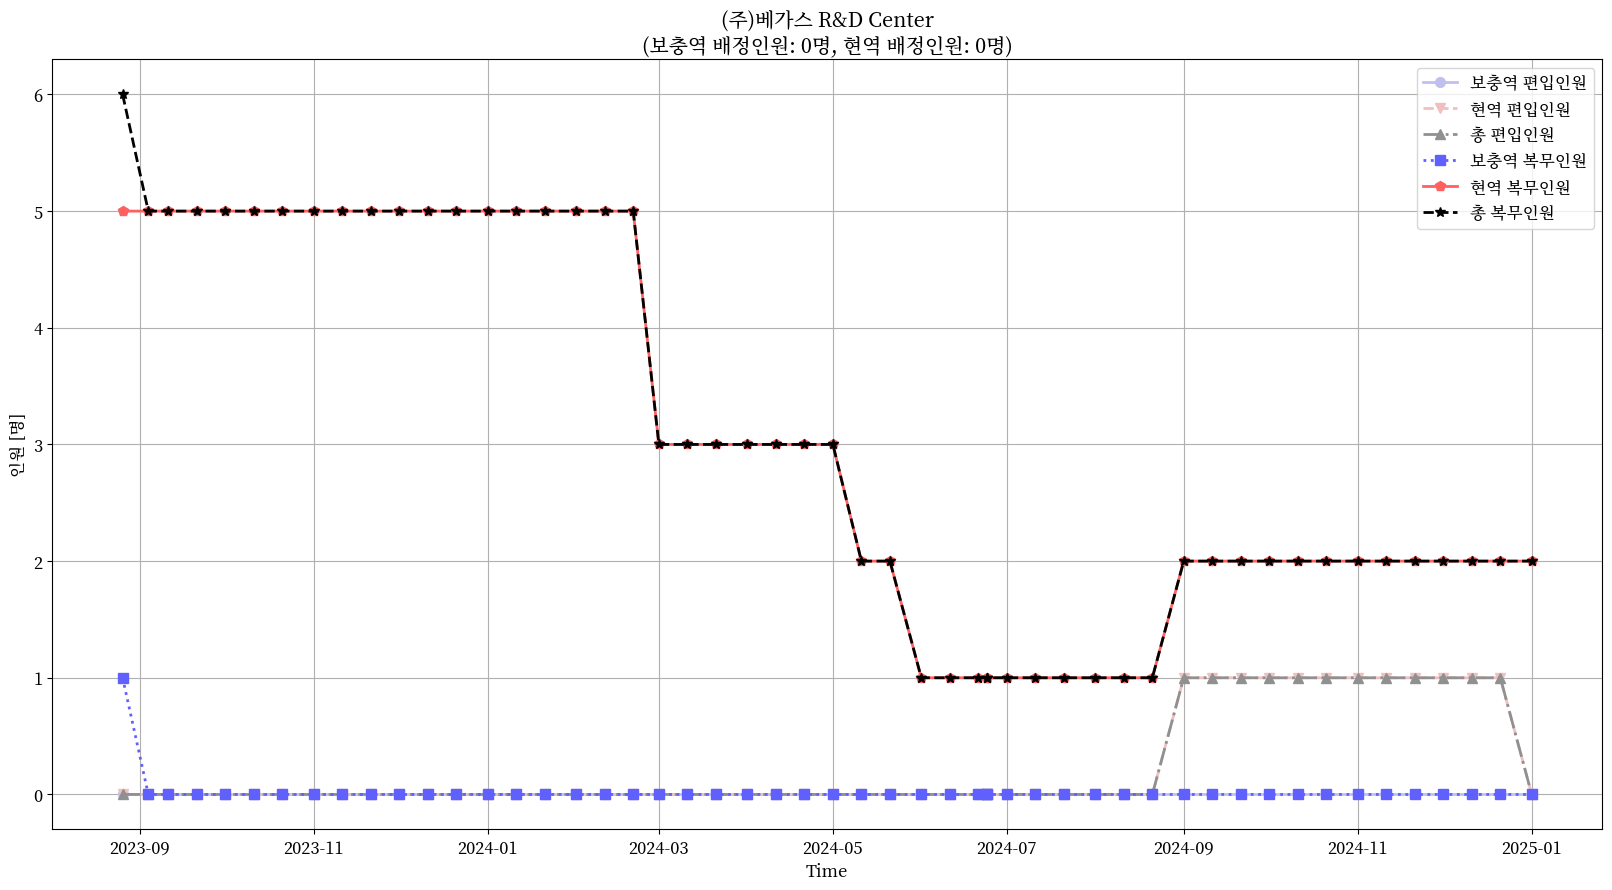 (주)베가스 R&D Center
(보충역 배정인원: 0명, 현역 배정인원: 0명)
보충역 편입인원
현역 편입인원
총 편입인원
보충역 복무인원
현역 복무인원
총 복무인원
인원 [명]
6
5
4
3
2
1
0
2023-09
2023-11
2024-01
2024-03
2024-05
2024-07
2024-09
2024-11
2025-01
Time